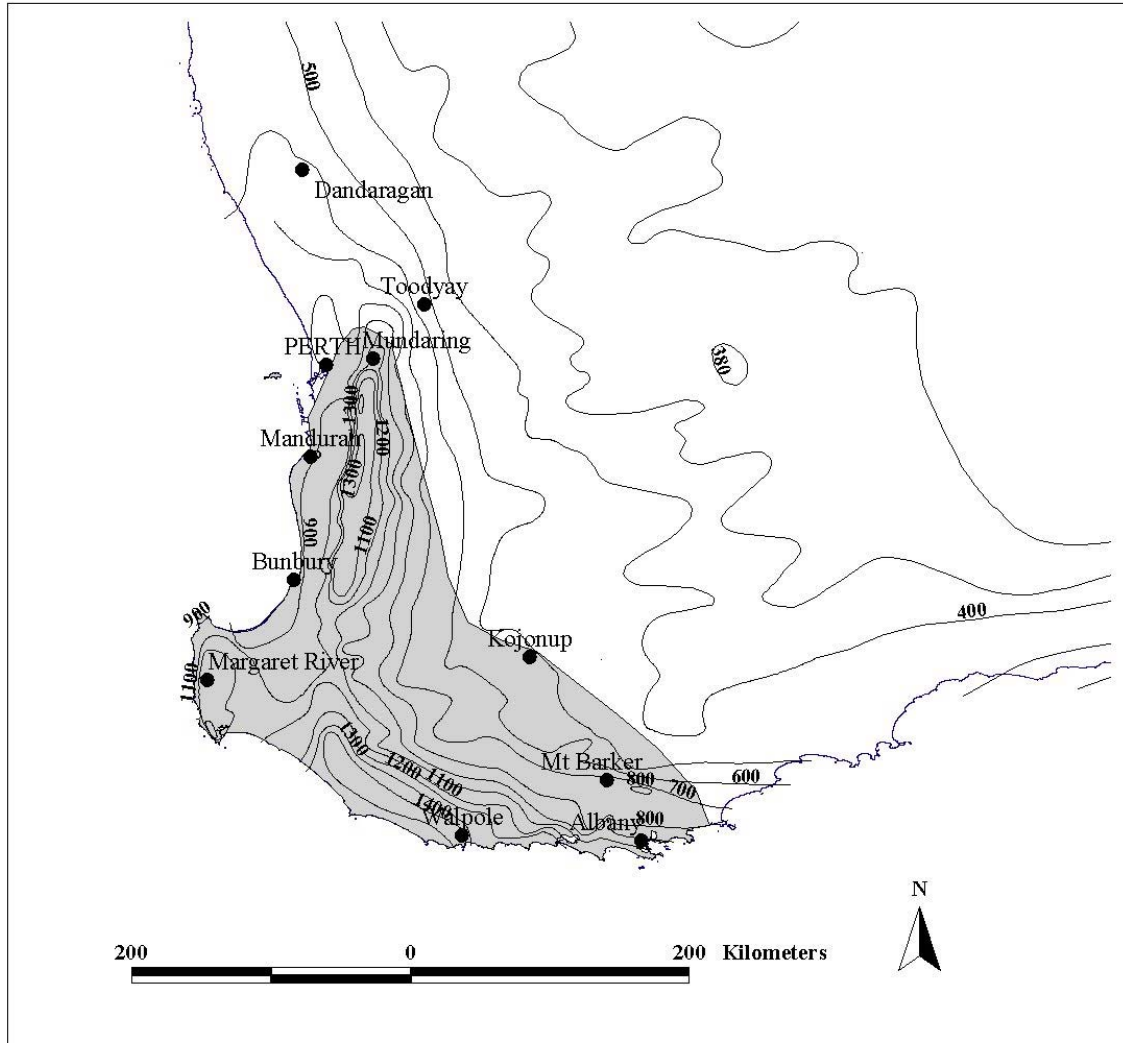 500
Dandaragan
Toodyay
PERTH
Mundaring
380
1300
1200
Mandurah
1300
900
1100
Bunbury
900
400
Kojonup
Margaret River
1100
1300
Mt Barker
1200
1100
800
600
700
1400
Walpole
Albany
800
N
200 0 200 Kilometers